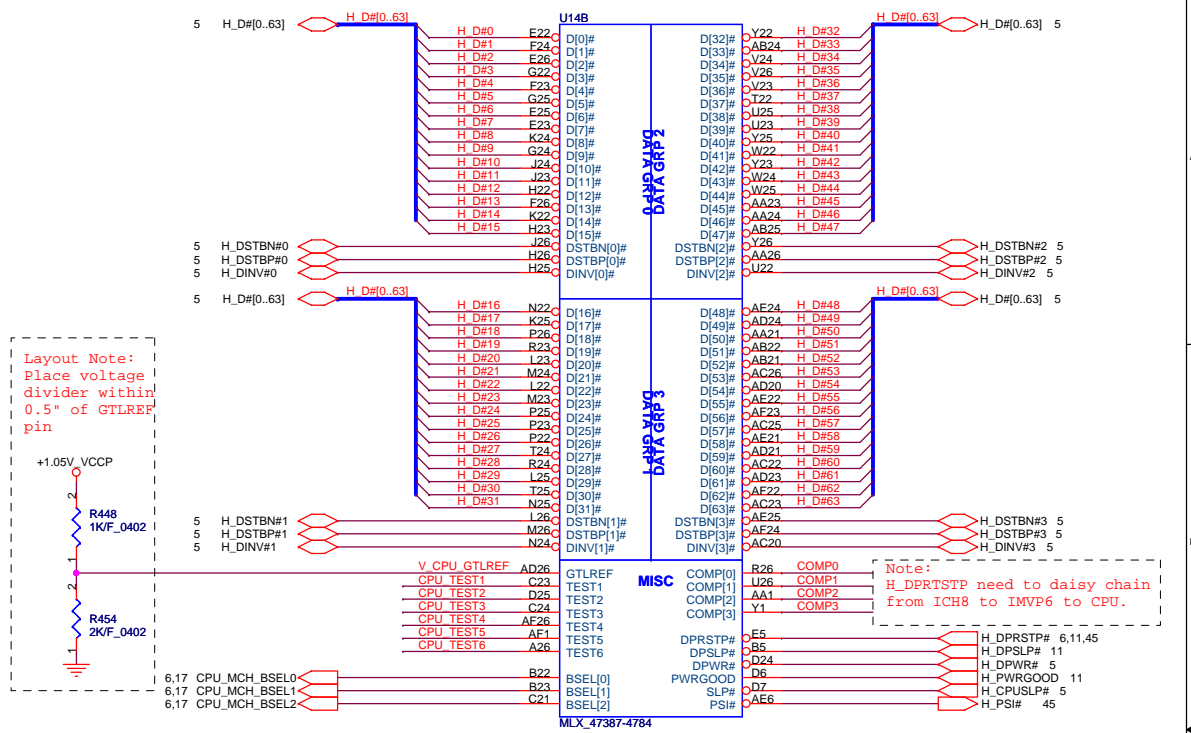 U14B
5 H_D#[0..63] H_D#[0..63] H_D#[0..63] H_D#[0..63] 5
H_D#0 E22 D[0]# D[32]# Y22 H_D#32
H_D#1 F24 D[1]# D[33]# AB24 H_D#33
H_D#2 E26 D[2]# D[34]# V24 H_D#34
H_D#3 G22 D[3]# D[35]# V26 H_D#35
H_D#4 F23 D[4]# D[36]# V23 H_D#36
H_D#5 G25 D[5]# D[37]# T22 H_D#37
H_D#6 E25 D[6]# D[38]# U25 H_D#38
H_D#7 E23 D[7]# D[39]# U23 H_D#39
H_D#8 K24 D[8]# D[40]# Y25 H_D#40
H_D#9 G24 D[9]# D[41]# W22 H_D#41
H_D#10 J24 D[10]# D[42]# Y23 H_D#42
H_D#11 J23 D[11]# D[43]# W24 H_D#43
H_D#12 H22 D[12]# D[44]# W25 H_D#44
H_D#13 F26 D[13]# D[45]# AA23 H_D#45
H_D#14 K22 D[14]# D[46]# AA24 H_D#46
H_D#15 H23 D[15]# D[47]# AB25 H_D#47
5 H_DSTBN#0 J26 DSTBN[0]# DSTBN[2]# Y26 H_DSTBN#2 5
5 H_DSTBP#0 H26 DSTBP[0]# DSTBP[2]# AA26 H_DSTBP#2 5
5 H_DINV#0 H25 DINV[0]# DINV[2]# U22 H_DINV#2 5
DATA GRP 0
DATA GRP 2
5 H_D#[0..63] H_D#[0..63] H_D#[0..63] H_D#[0..63] 5
H_D#16 N22 D[16]# D[48]# AE24 H_D#48
H_D#17 K25 D[17]# D[49]# AD24 H_D#49
H_D#18 P26 D[18]# D[50]# AA21 H_D#50
H_D#19 R23 D[19]# D[51]# AB22 H_D#51
H_D#20 L23 D[20]# D[52]# AB21 H_D#52
H_D#21 M24 D[21]# D[53]# AC26 H_D#53
H_D#22 L22 D[22]# D[54]# AD20 H_D#54
H_D#23 M23 D[23]# D[55]# AE22 H_D#55
H_D#24 P25 D[24]# D[56]# AF23 H_D#56
H_D#25 P23 D[25]# D[57]# AC25 H_D#57
H_D#26 P22 D[26]# D[58]# AE21 H_D#58
H_D#27 T24 D[27]# D[59]# AD21 H_D#59
H_D#28 R24 D[28]# D[60]# AC22 H_D#60
H_D#29 L25 D[29]# D[61]# AD23 H_D#61
H_D#30 T25 D[30]# D[62]# AF22 H_D#62
H_D#31 N25 D[31]# D[63]# AC23 H_D#63
5 H_DSTBN#1 L26 DSTBN[1]# DSTBN[3]# AE25 H_DSTBN#3 5
5 H_DSTBP#1 M26 DSTBP[1]# DSTBP[3]# AF24 H_DSTBP#3 5
5 H_DINV#1 N24 DINV[1]# DINV[3]# AC20 H_DINV#3 5
DATA GRP 1
DATA GRP 3
Layout Note:
Place voltage
divider within
0.5" of GTLREF
pin
+1.05V_VCCP
2
R448
1K/F_0402
1
2
R454
2K/F_0402
1
MISC
V_CPU_GTLREF AD26 GTLREF COMP[0] R26 COMP0
CPU_TEST1 C23 TEST1 COMP[1] U26 COMP1
CPU_TEST2 D25 TEST2 COMP[2] AA1 COMP2
CPU_TEST3 C24 TEST3 COMP[3] Y1 COMP3
CPU_TEST4 AF26 TEST4
CPU_TEST5 AF1 TEST5 DPRSTP# E5 H_DPRSTP# 6,11,45
CPU_TEST6 A26 TEST6 DPSLP# B5 H_DPSLP# 11
DPWR# D24 H_DPWR# 5
6,17 CPU_MCH_BSEL0 B22 BSEL[0] PWRGOOD D6 H_PWRGOOD 11
6,17 CPU_MCH_BSEL1 B23 BSEL[1] SLP# D7 H_CPUSLP# 5
6,17 CPU_MCH_BSEL2 C21 BSEL[2] PSI# AE6 H_PSI# 45
MLX_47387-4784
Note:
H_DPRTSTP need to daisy chain
from ICH8 to IMVP6 to CPU.